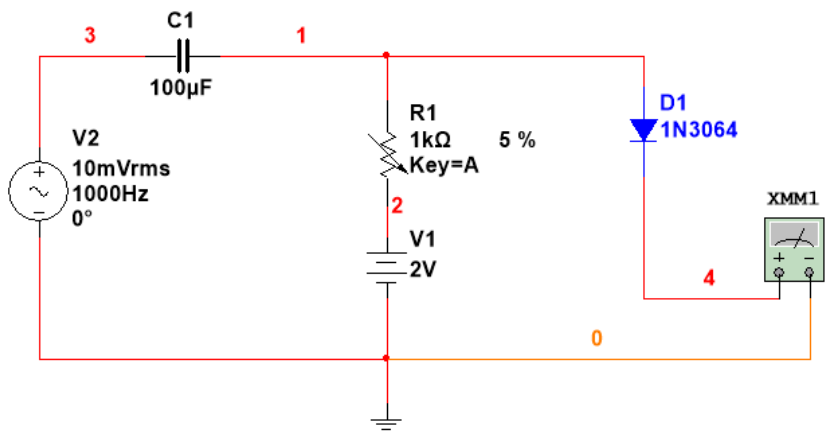 C1
3
1
100µF
R1
1kΩ 5 %
Key=A
D1
1N3064
V2
10mVrms
1000Hz
0°
XMM1
2
V1
2V
4
0